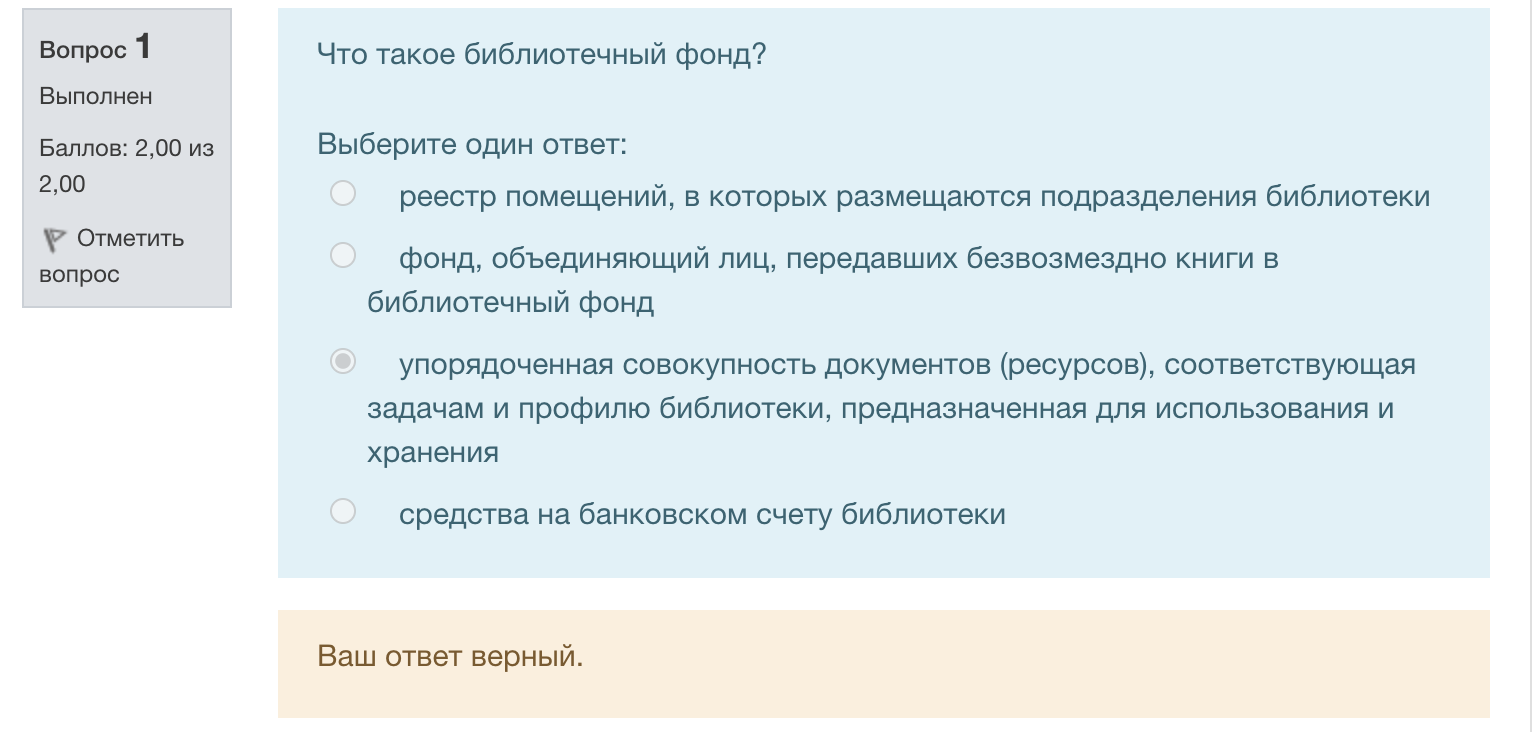 Вопрос 1
Выполнен
Баллов: 2,00 из
2,00
Отметить
вопрос
Что такое библиотечный фонд?
Выберите один ответ:
реестр помещений, в которых размещаются подразделения библиотеки
фонд, объединяющий лиц, передавших безвозмездно книги в
библиотечный фонд
упорядоченная совокупность документов (ресурсов), соответствующая
задачам и профилю библиотеки, предназначенная для использования и
хранения
средства на банковском счету библиотеки
Ваш ответ верный.